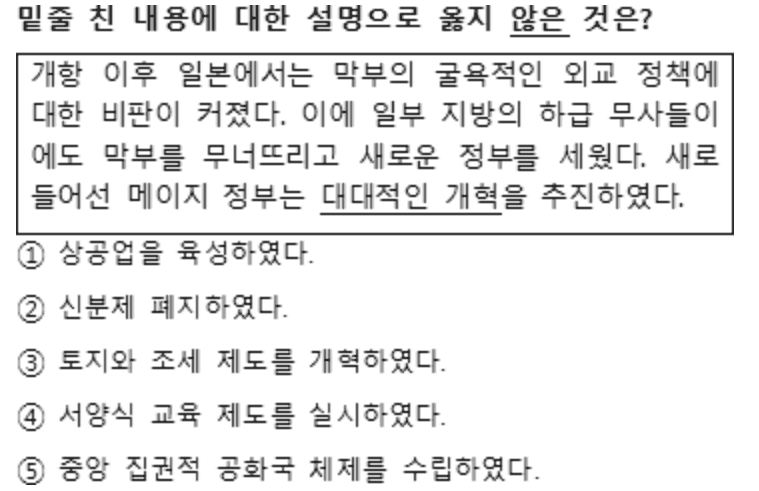 밑줄 친 내용에 대한 설명으로 옳지 않은 것은?
개항 이후 일본에서는 막부의 굴욕적인 외교 정책에
대한 비판이 커졌다. 이에 일부 지방의 하급 무사들이
에도 막부를 무너뜨리고 새로운 정부를 세웠다. 새로
들어선 메이지 정부는 대대적인 개혁을 추진하였다.
① 상공업을 육성하였다.
② 신분제 폐지하였다.
③ 토지와 조세 제도를 개혁하였다.
④ 서양식 교육 제도를 실시하였다.
⑤ 중앙 집권적 공화국 체제를 수립하였다.